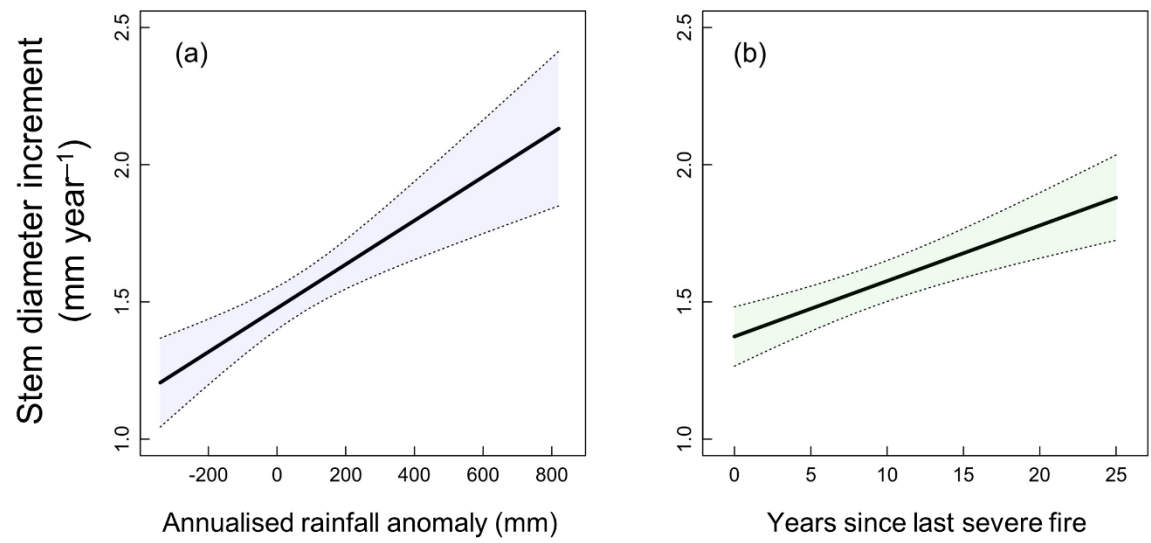 Stem diameter increment
(mm year⁻¹)
(a)
2.5
2.0
1.5
1.0
-200 0 200 400 600 800
Annualised rainfall anomaly (mm)
(b)
2.5
2.0
1.5
1.0
0 5 10 15 20 25
Years since last severe fire